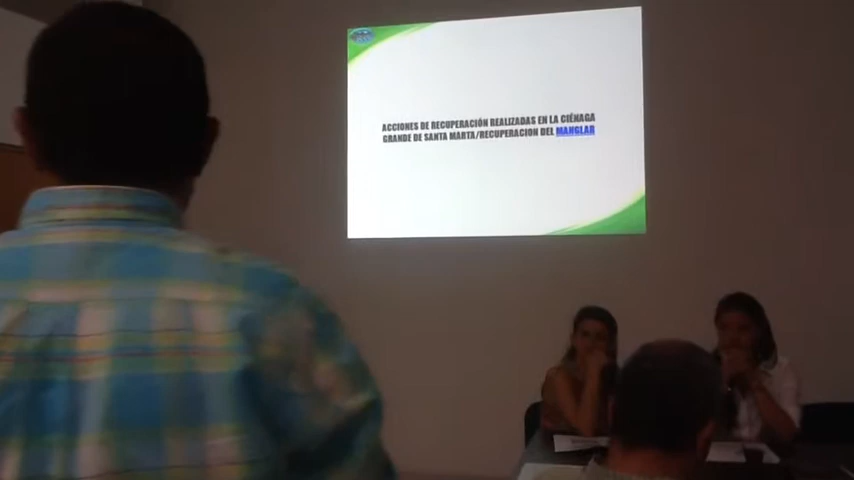 ACCIONES DE RECUPERACIÓN REALIZADAS EN LA CIÉNAGA
GRANDE DE SANTA MARTA/RECUPERACION DEL MANGLAR